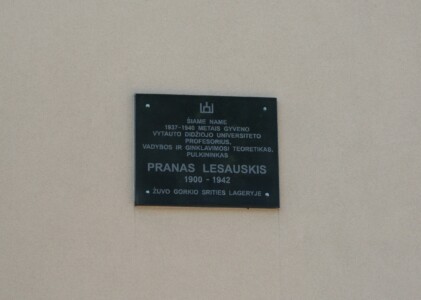 ŠIAME NAME
1937-1940 METAIS GYVENO
VYTAUTO DIDŽIOJO UNIVERSITETO
PROFESORIUS,
VADYBOS IR GINKLAVIMOSI TEORETIKAS,
PULKININKAS
PRANAS LESAUSKIS
1900 - 1942
ŽUVO GORKIO SRITIES LAGERYJE